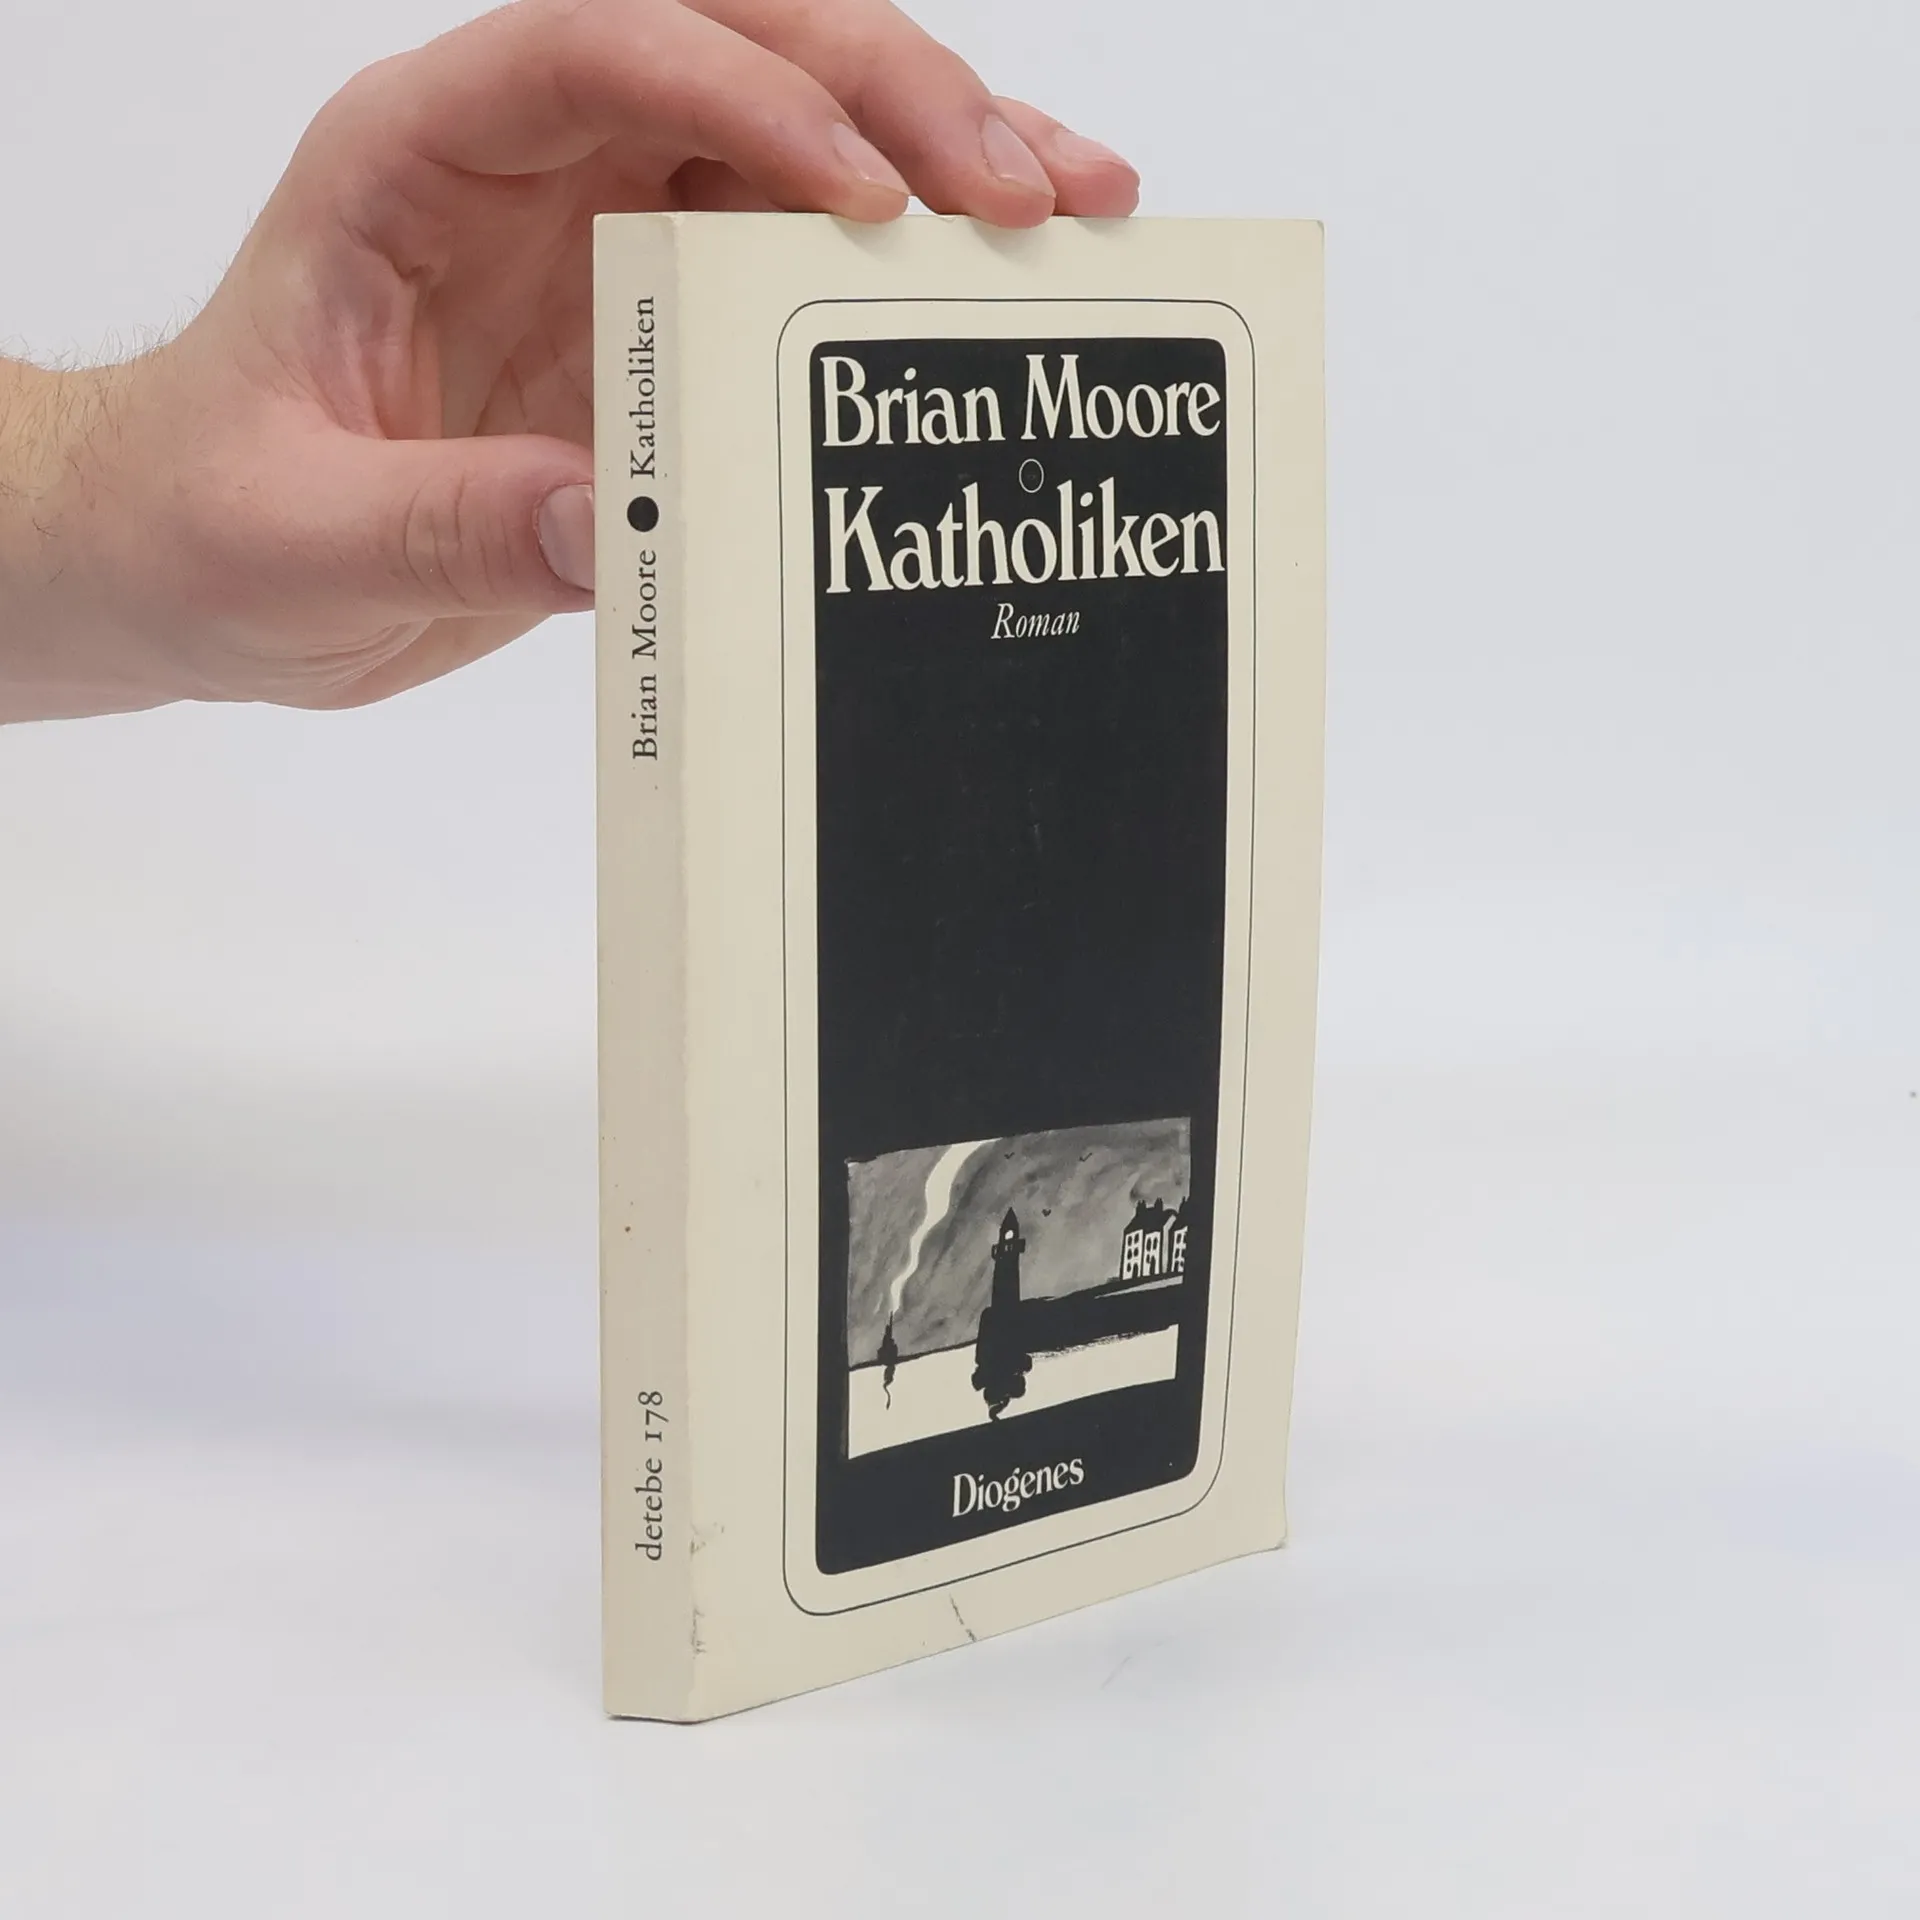 Brian Moore
Katholiken
Roman
Diogenes
Brian Moore ● Katholiken
detebe 178